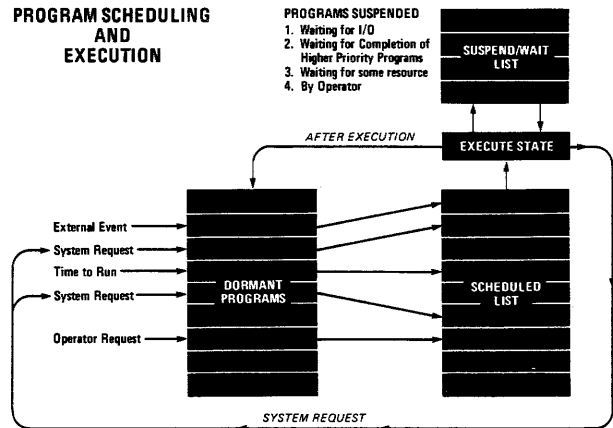 PROGRAM SCHEDULING
AND
EXECUTION
PROGRAMS SUSPENDED
1. Waiting for I/O
2. Waiting for Completion of
Higher Priority Programs
3. Waiting for some resource
4. By Operator
SUSPEND/WAIT
LIST
AFTER EXECUTION
EXECUTE STATE
External Event
System Request
Time to Run
System Request
Operator Request
DORMANT
PROGRAMS
SCHEDULED
LIST
SYSTEM REQUEST